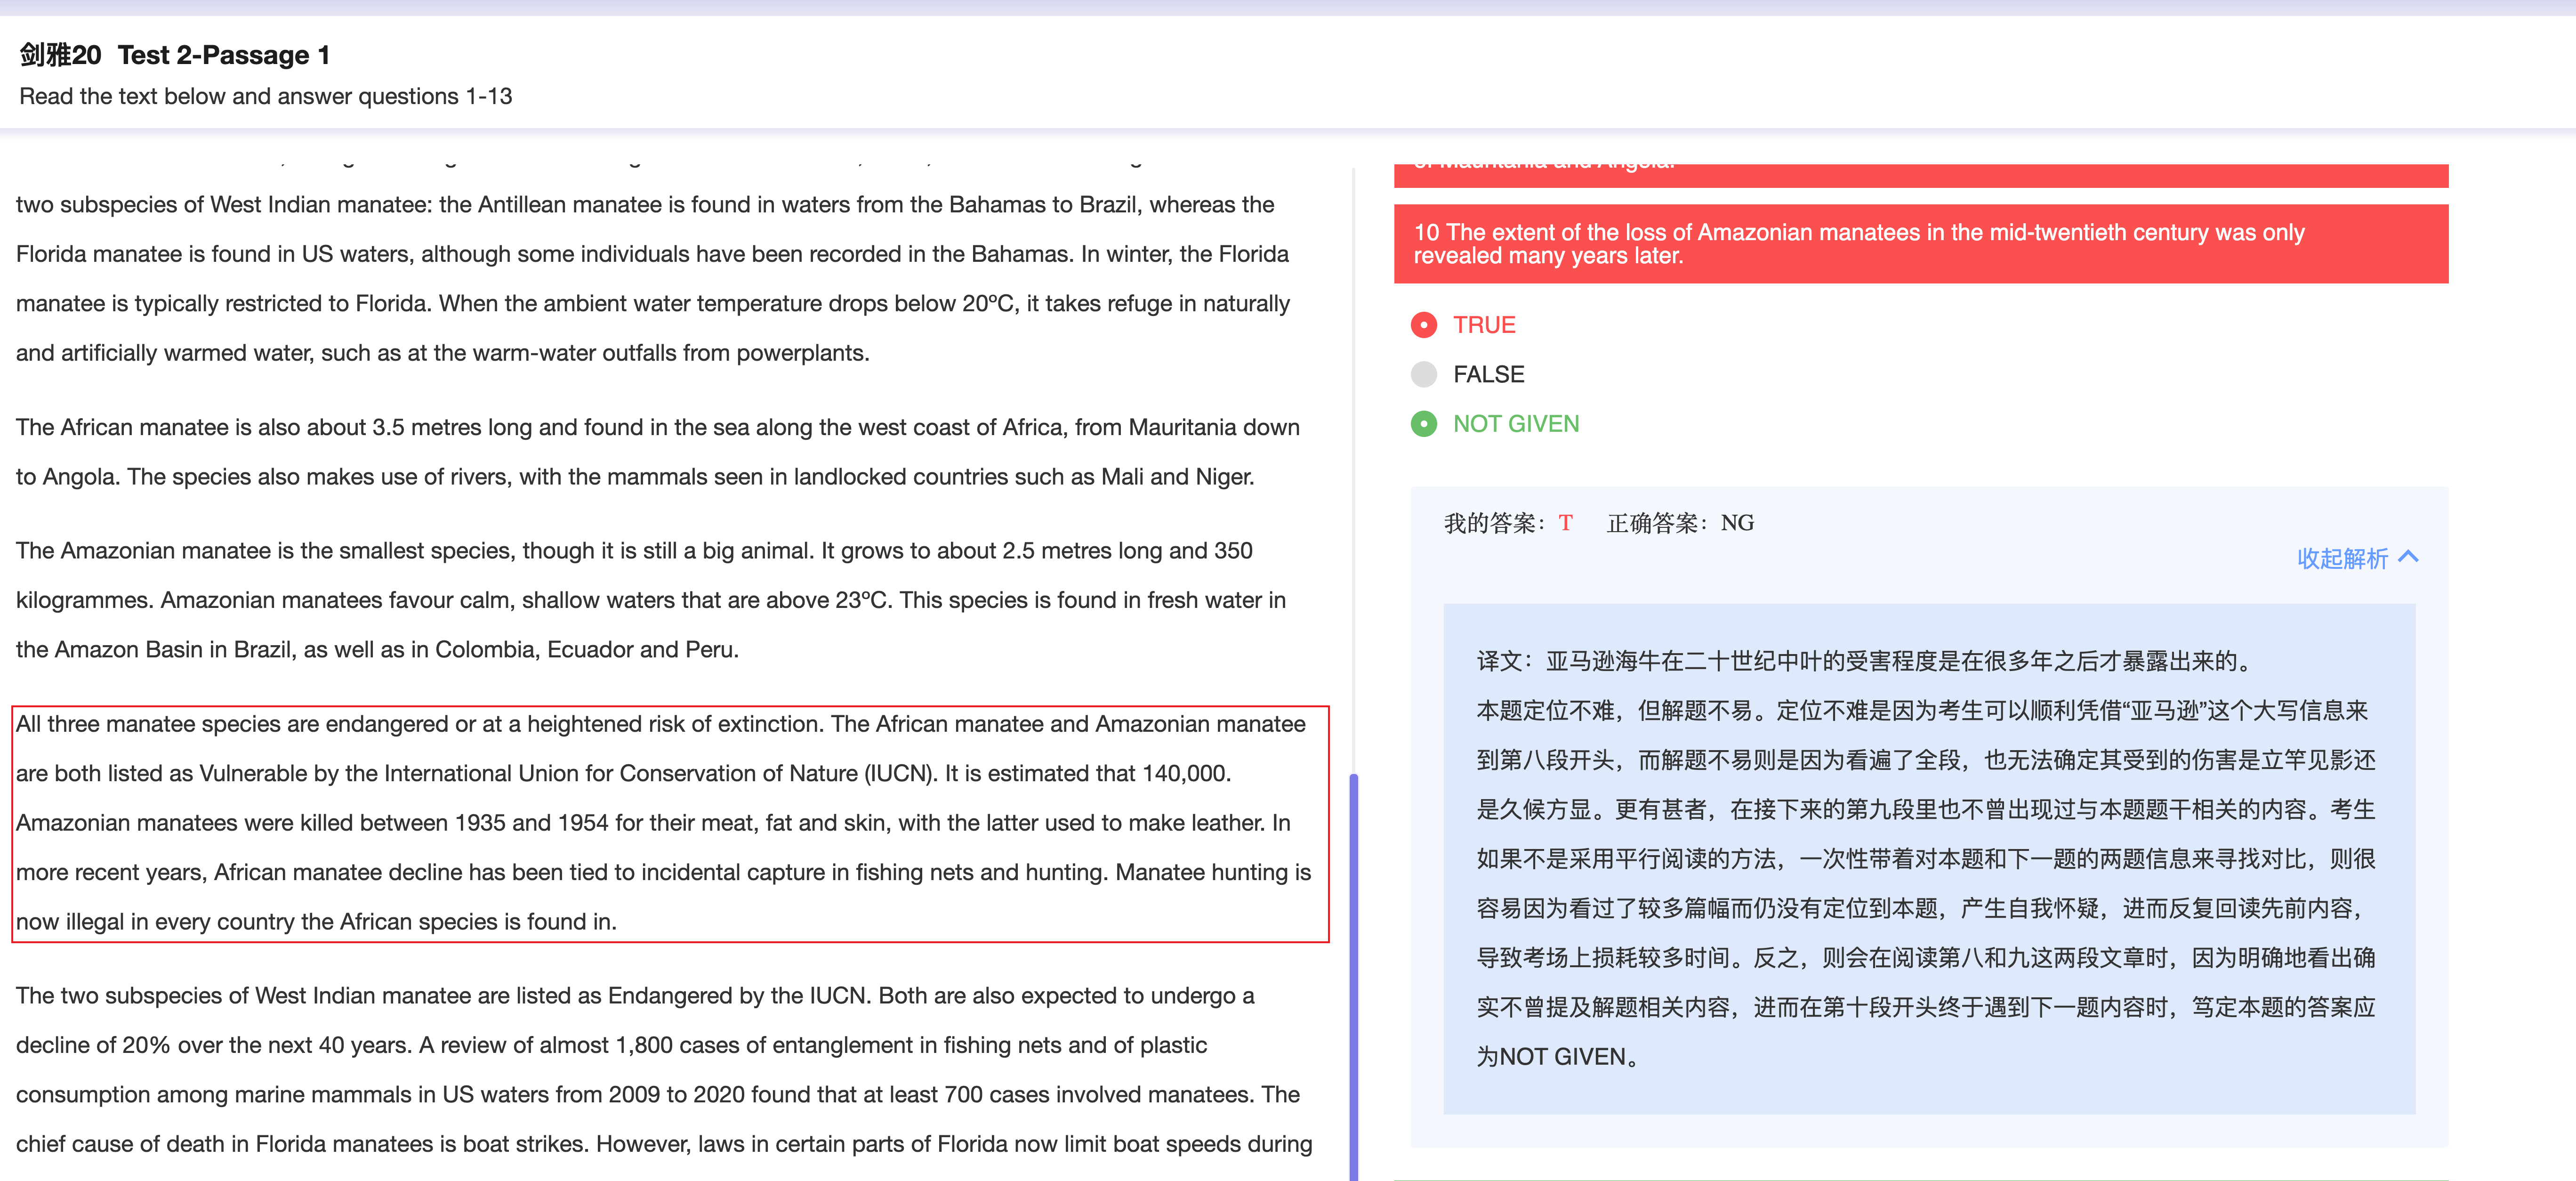 剑雅20 Test 2-Passage 1
Read the text below and answer questions 1-13
two subspecies of West Indian manatee: the Antillean manatee is found in waters from the Bahamas to Brazil, whereas the
Florida manatee is found in US waters, although some individuals have been recorded in the Bahamas. In winter, the Florida
manatee is typically restricted to Florida. When the ambient water temperature drops below 20ºC, it takes refuge in naturally
and artificially warmed water, such as at the warm-water outfalls from powerplants.
The African manatee is also about 3.5 metres long and found in the sea along the west coast of Africa, from Mauritania down
to Angola. The species also makes use of rivers, with the mammals seen in landlocked countries such as Mali and Niger.
The Amazonian manatee is the smallest species, though it is still a big animal. It grows to about 2.5 metres long and 350
kilogrammes. Amazonian manatees favour calm, shallow waters that are above 23ºC. This species is found in fresh water in
the Amazon Basin in Brazil, as well as in Colombia, Ecuador and Peru.
All three manatee species are endangered or at a heightened risk of extinction. The African manatee and Amazonian manatee
are both listed as Vulnerable by the International Union for Conservation of Nature (IUCN). It is estimated that 140,000.
Amazonian manatees were killed between 1935 and 1954 for their meat, fat and skin, with the latter used to make leather. In
more recent years, African manatee decline has been tied to incidental capture in fishing nets and hunting. Manatee hunting is
now illegal in every country the African species is found in.
The two subspecies of West Indian manatee are listed as Endangered by the IUCN. Both are also expected to undergo a
decline of 20% over the next 40 years. A review of almost 1,800 cases of entanglement in fishing nets and of plastic
consumption among marine mammals in US waters from 2009 to 2020 found that at least 700 cases involved manatees. The
chief cause of death in Florida manatees is boat strikes. However, laws in certain parts of Florida now limit boat speeds during
of Mauritania and Angola.
10 The extent of the loss of Amazonian manatees in the mid-twentieth century was only
revealed many years later.
TRUE
FALSE
NOT GIVEN
我的答案：T 正确答案：NG
收起解析
译文：亚马逊海牛在二十世纪中叶的受害程度是在很多年之后才暴露出来的。
本题定位不难，但解题不易。定位不难是因为考生可以顺利凭借“亚马逊”这个大写信息来
到第八段开头，而解题不易则是因为看遍了全段，也无法确定其受到的伤害是立竿见影还
是久候方显。更有甚者，在接下来的第九段里也不曾出现过与本题题干相关的内容。考生
如果不是采用平行阅读的方法，一次性带着对本题和下一题的两题信息来寻找对比，则很
容易因为看过了较多篇幅而仍没有定位到本题，产生自我怀疑，进而反复回读先前内容，
导致考场上损耗较多时间。反之，则会在阅读第八和九这两段文章时，因为明确地看出确
实不曾提及解题相关内容，进而在第十段开头终于遇到下一题内容时，笃定本题的答案应
为NOT GIVEN。